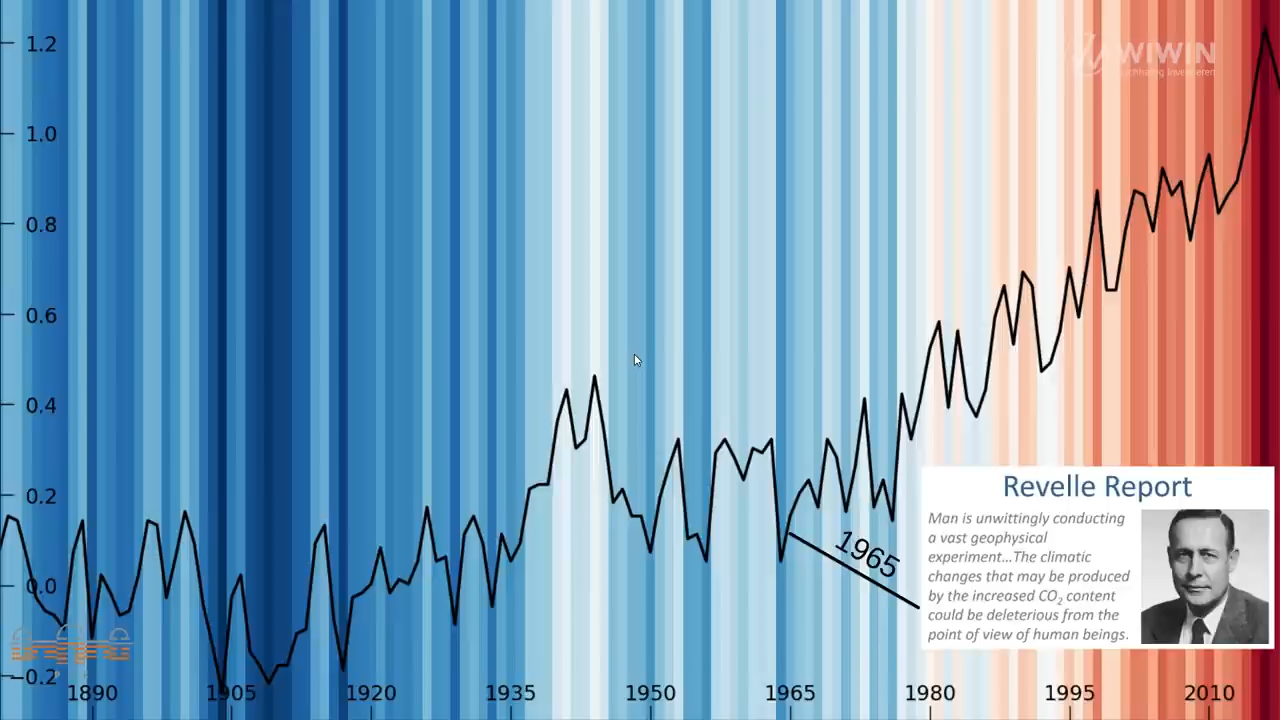 WIWIN
nachhaltig investieren
1.2
1.0
0.8
0.6
0.4
0.2
0.0
−0.2
1890
1905
1920
1935
1950
1965
1980
1995
2010
1965
Revelle Report
Man is unwittingly conducting
a vast geophysical
experiment…The climatic
changes that may be produced
by the increased CO₂ content
could be deleterious from the
point of view of human beings.